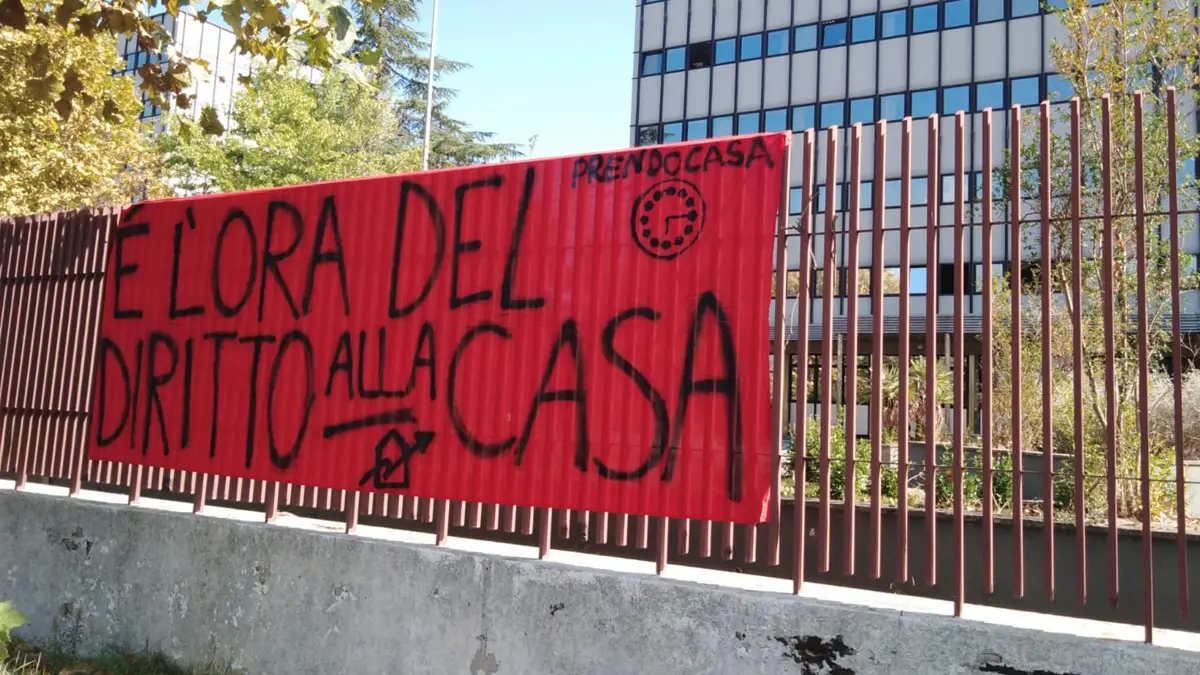 PRENDOCASA
É L'ORA DEL
DIRITTO ALLA CASA